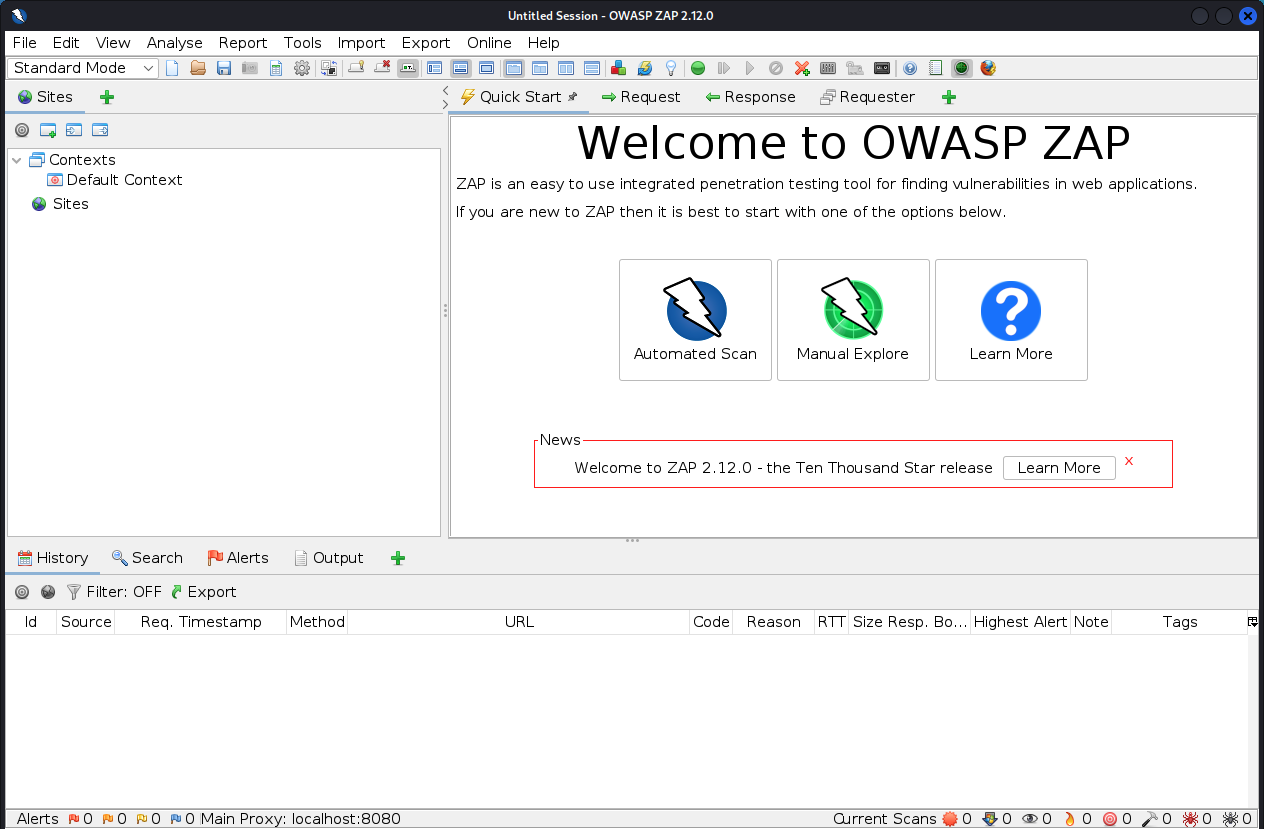 Untitled Session - OWASP ZAP 2.12.0
File Edit View Analyse Report Tools Import Export Online Help
Standard Mode
Sites
Quick Start Request Response Requester
Contexts
Default Context
Sites
Welcome to OWASP ZAP
ZAP is an easy to use integrated penetration testing tool for finding vulnerabilities in web applications.
If you are new to ZAP then it is best to start with one of the options below.
Automated Scan Manual Explore Learn More
News
Welcome to ZAP 2.12.0 - the Ten Thousand Star release Learn More X
History Search Alerts Output
Filter: OFF Export
Id Source Req. Timestamp Method URL Code Reason RTT Size Resp. Bo... Highest Alert Note Tags
Alerts 0 0 0 0 Main Proxy: localhost:8080 Current Scans 0 0 0 0 0 0 0 0